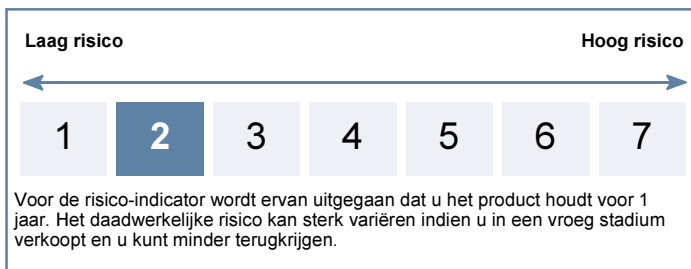 Laag risico Hoog risico
1 2 3 4 5 6 7
Voor de risico-indicator wordt ervan uitgegaan dat u het product houdt voor 1
jaar. Het daadwerkelijke risico kan sterk variëren indien u in een vroeg stadium
verkoopt en u kunt minder terugkrijgen.